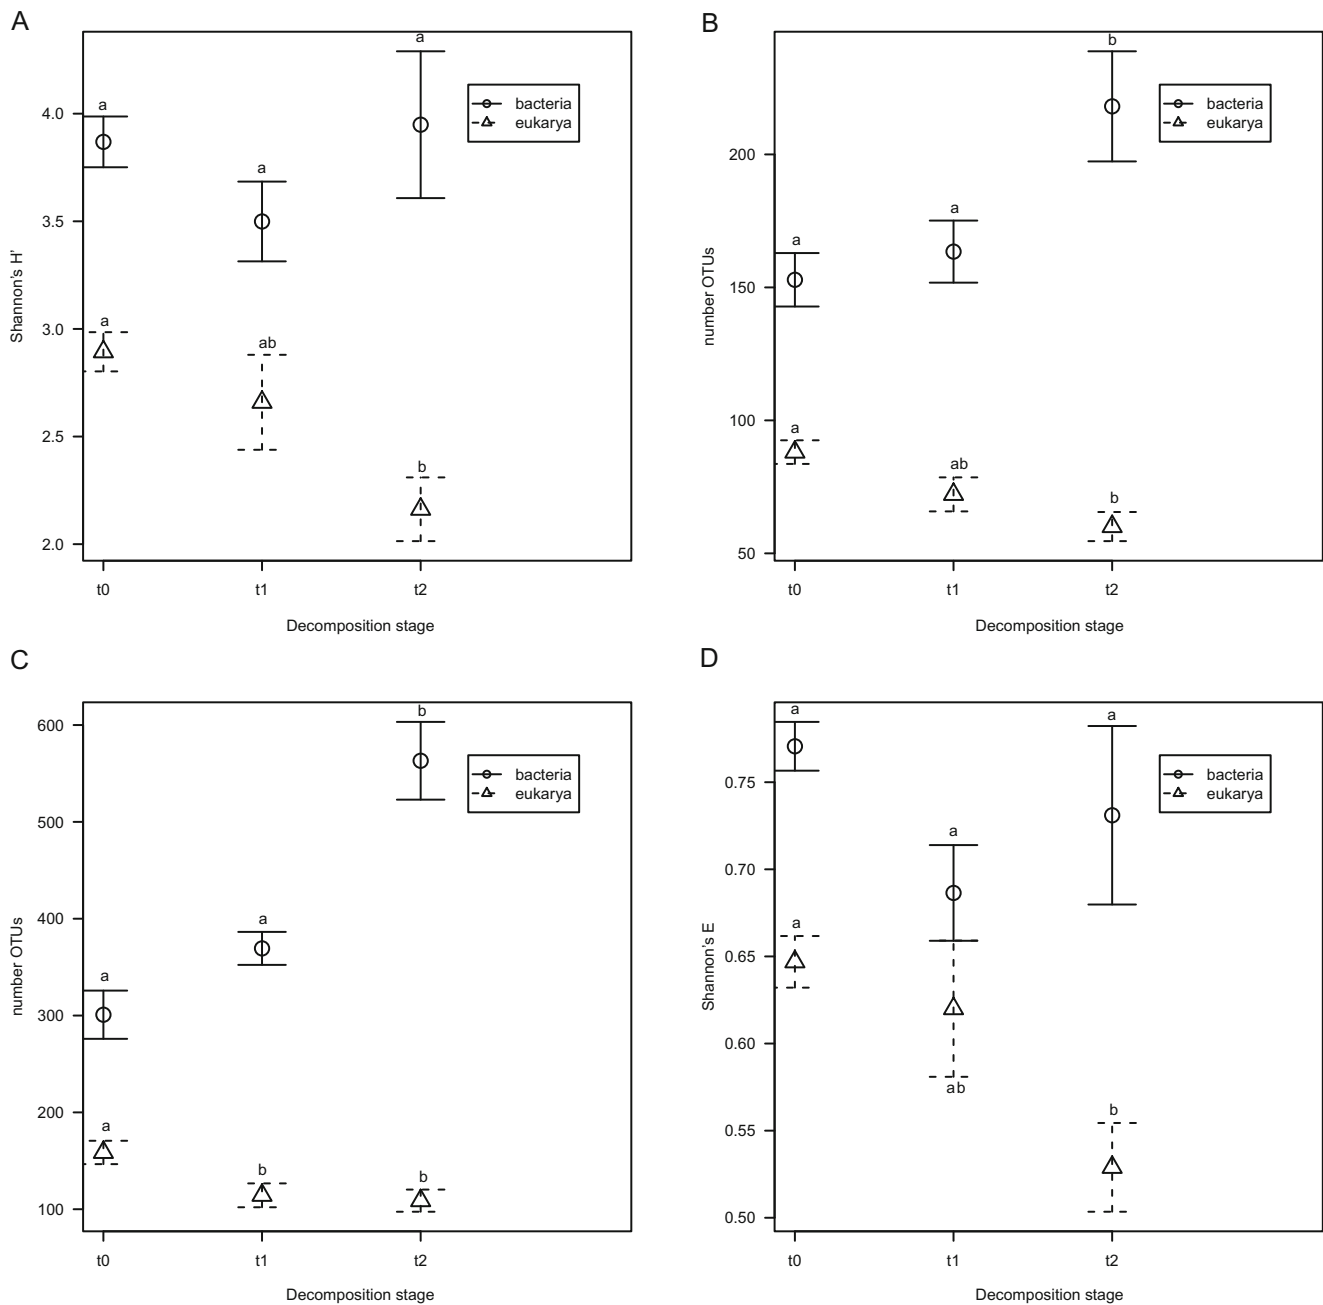 A
Shannon's H'
4.0
3.5
3.0
2.5
2.0
a
a
a
a
ab
b
bacteria
eukarya
t0 t1 t2
Decomposition stage
B
number OTUs
200
150
100
50
a
a
b
a
ab
b
bacteria
eukarya
t0 t1 t2
Decomposition stage
C
number OTUs
600
500
400
300
200
100
a
a
b
a
b
b
bacteria
eukarya
t0 t1 t2
Decomposition stage
D
Shannon's E
0.75
0.70
0.65
0.60
0.55
0.50
a
a
a
a
ab
b
bacteria
eukarya
t0 t1 t2
Decomposition stage